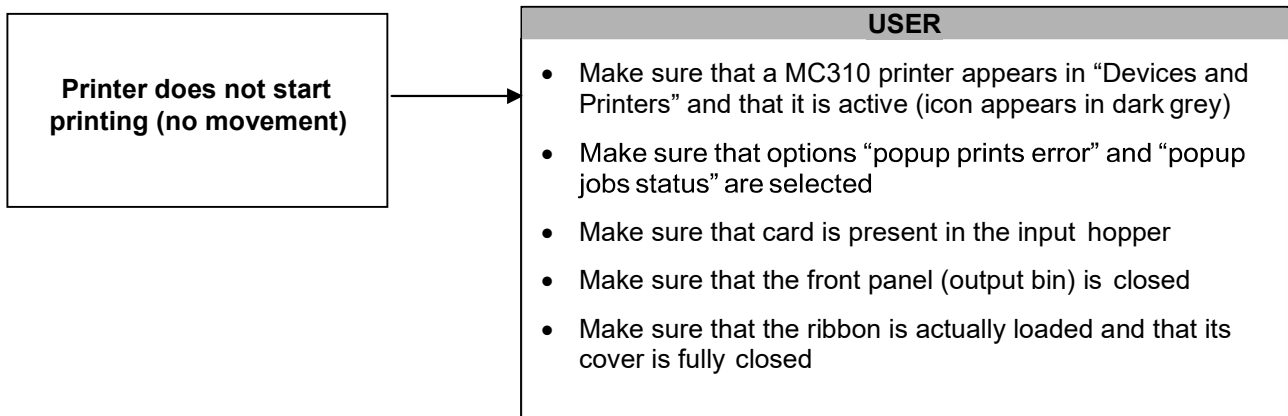 Printer does not start
printing (no movement)
USER
• Make sure that a MC310 printer appears in “Devices and
Printers” and that it is active (icon appears in dark grey)
• Make sure that options “popup prints error” and “popup
jobs status” are selected
• Make sure that card is present in the input hopper
• Make sure that the front panel (output bin) is closed
• Make sure that the ribbon is actually loaded and that its
cover is fully closed